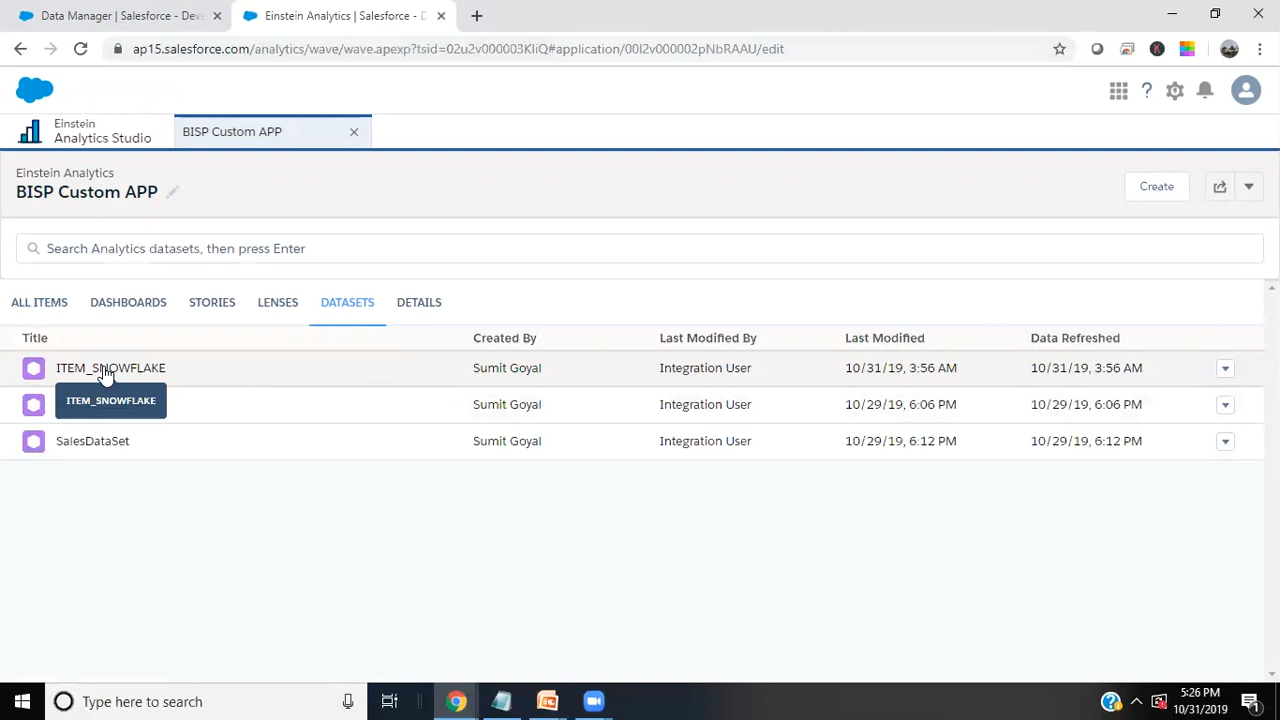 Data Manager | Salesforce - Deve
Einstein Analytics | Salesforce - D
ap15.salesforce.com/analytics/wave/wave.apexp?tsid=02u2v000003KIiQ#application/00l2v000002pNbRAAU/edit
Einstein
Analytics Studio
BISP Custom APP
Einstein Analytics
BISP Custom APP
Create
Search Analytics datasets, then press Enter
ALL ITEMS DASHBOARDS STORIES LENSES DATASETS DETAILS
Title Created By Last Modified By Last Modified Data Refreshed
ITEM_SNOWFLAKE Sumit Goyal Integration User 10/31/19, 3:56 AM 10/31/19, 3:56 AM
ITEM_SNOWFLAKE
Sumit Goyal Integration User 10/29/19, 6:06 PM 10/29/19, 6:06 PM
SalesDataSet Sumit Goyal Integration User 10/29/19, 6:12 PM 10/29/19, 6:12 PM
Type here to search
5:26 PM
10/31/2019